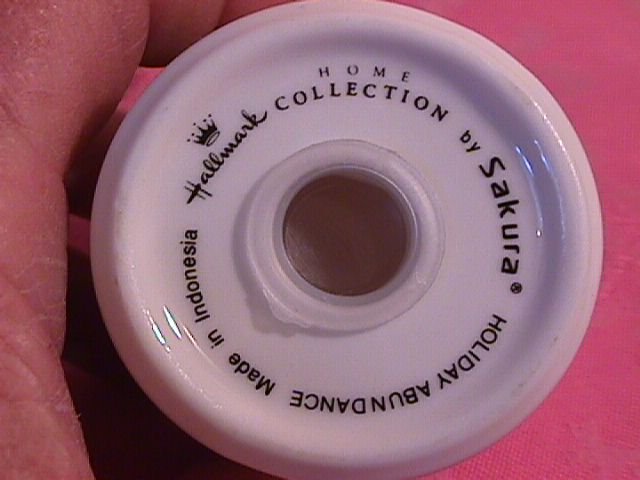 Hallmark
HOME
COLLECTION
by Sakura®
HOLIDAY ABUNDANCE
Made in Indonesia